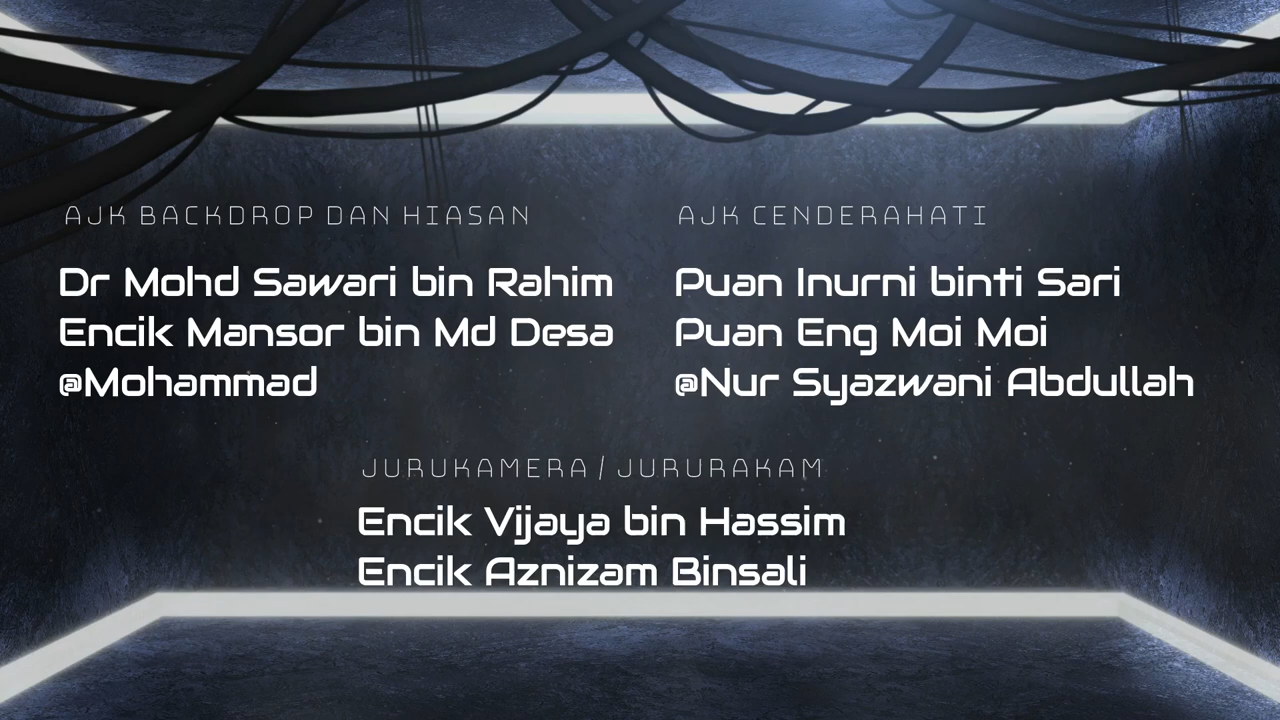 AJK BACKDROP DAN HIASAN
Dr Mohd Sawari bin Rahim
Encik Mansor bin Md Desa
@Mohammad
AJK CENDERAHATI
Puan Inurni binti Sari
Puan Eng Moi Moi
@Nur Syazwani Abdullah
JURUKAMERA / JURURAKAM
Encik Vijaya bin Hassim
Encik Aznizam Binsali